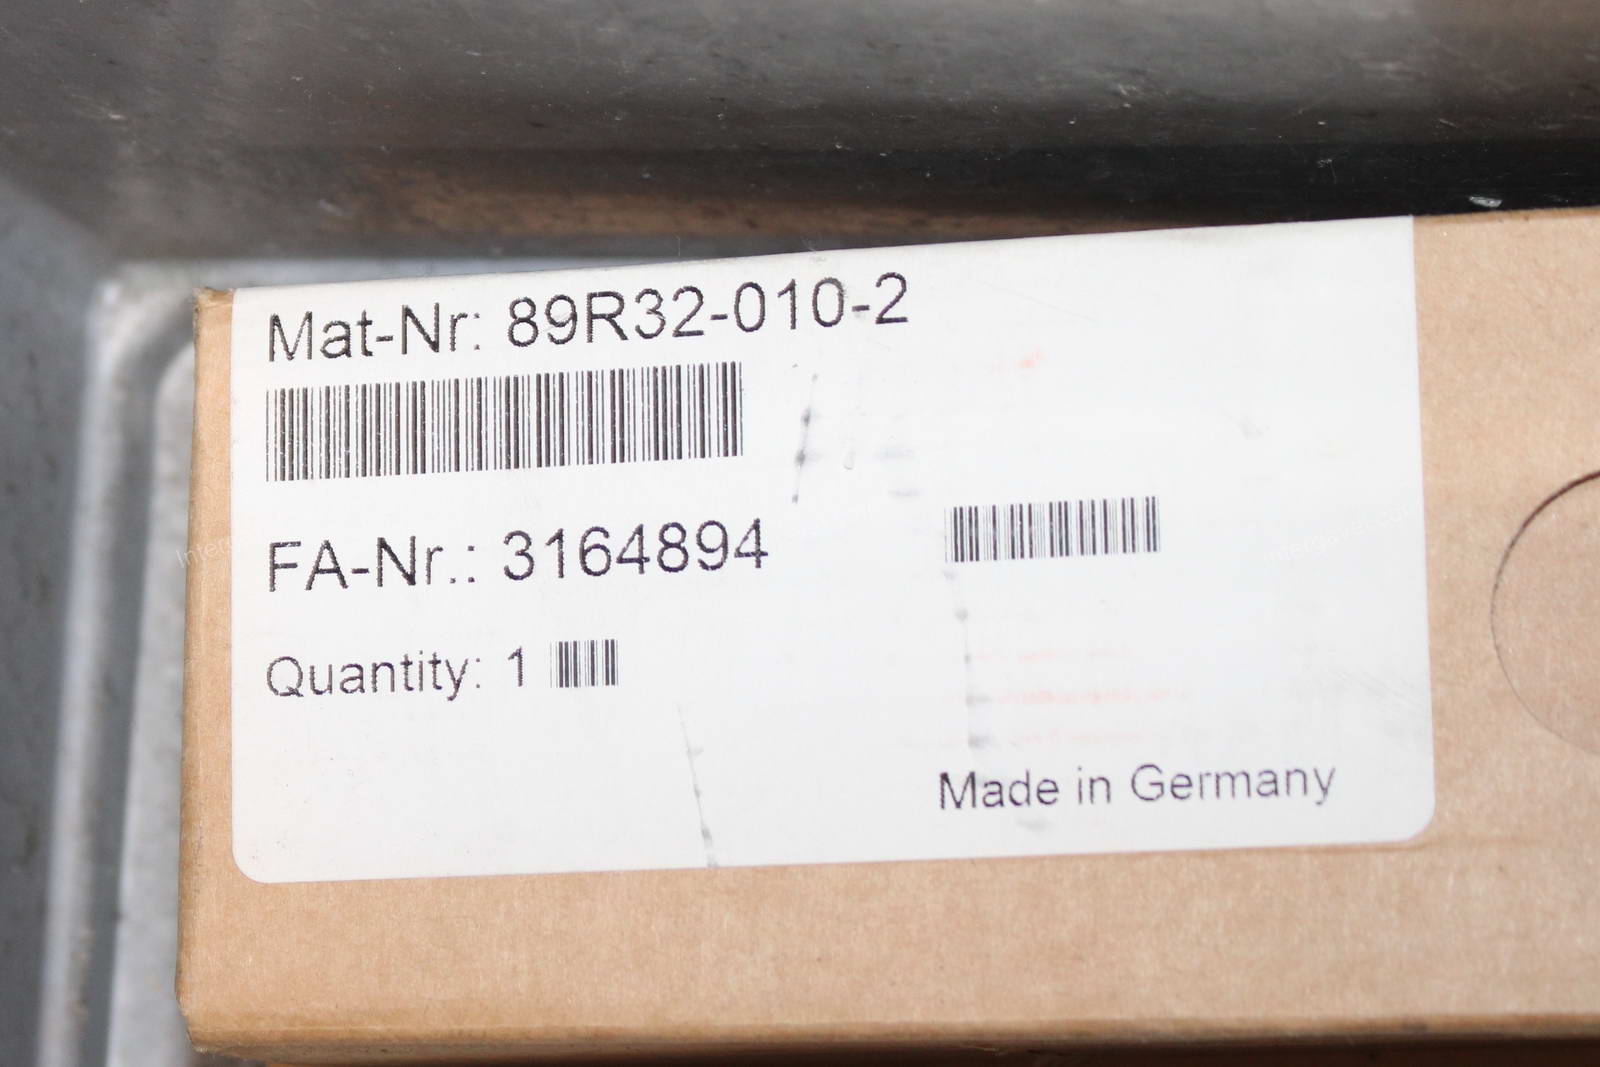 Mat-Nr: 89R32-010-2
FA-Nr.: 3164894
Quantity: 1
Made in Germany